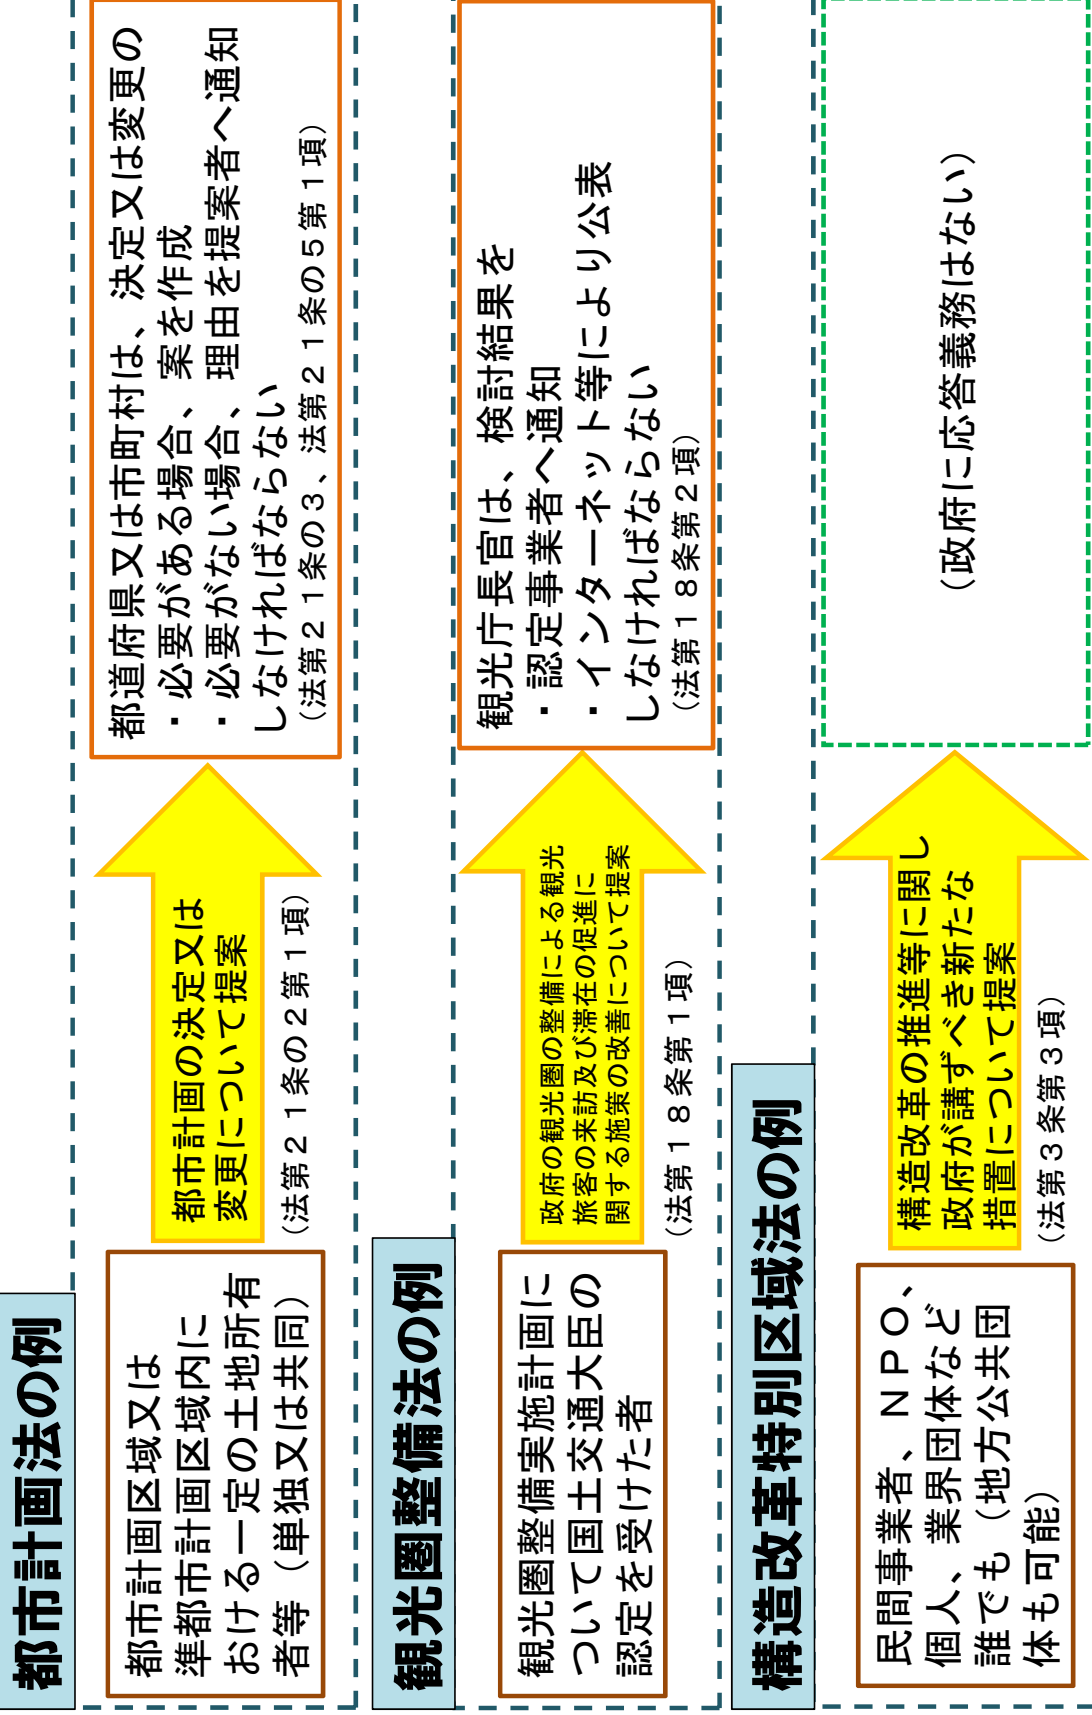 都市計画法の例
都市計画区域又は
準都市計画区域内に
おける一定の土地所有
者等（単独又は共同）
都市計画の決定又は
変更について提案
（法第２１条の２第１項）
都道府県又は市町村は、決定又は変更の
・必要がある場合、案を作成
・必要がない場合、理由を提案者へ通知
しなければならない
（法第２１条の３、法第２１条の５第１項）
観光圏整備法の例
観光圏整備実施計画に
ついて国土交通大臣の
認定を受けた者
政府の観光圏の整備による観光
旅客の来訪及び滞在の促進に
関する施策の改善について提案
（法第１８条第１項）
観光庁長官は、検討結果を
・認定事業者へ通知
・インターネット等により公表
しなければならない
（法第１８条第２項）
構造改革特別区域法の例
民間事業者、ＮＰＯ、
個人、業界団体など
誰でも（地方公共団
体も可能）
構造改革の推進等に関し
政府が講ずべき新たな
措置について提案
（法第３条第３項）
（政府に応答義務はない）